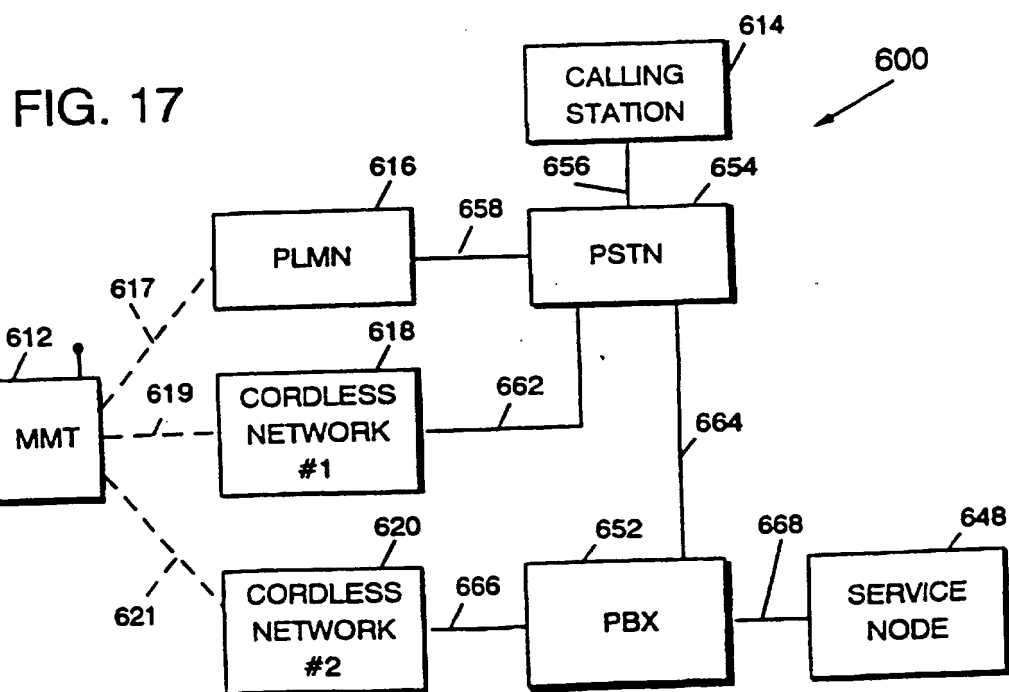 FIG. 17
614
600
CALLING
STATION
616
656
654
658
PLMN
PSTN
617
612
618
619
662
CORDLESS
NETWORK
#1
MMT
664
620
652
668
648
621
CORDLESS
NETWORK
#2
666
PBX
SERVICE
NODE